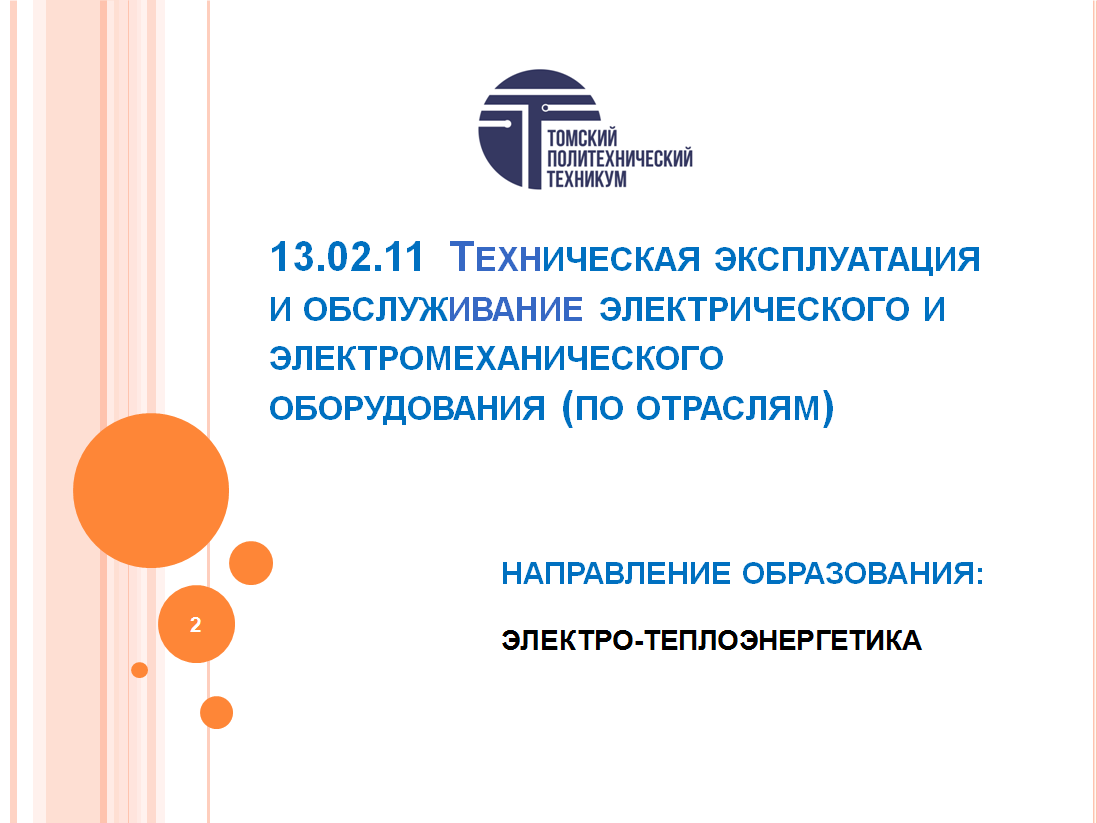 ТОМСКИЙ
ПОЛИТЕХНИЧЕСКИЙ
ТЕХНИКУМ
13.02.11 ТЕХНИЧЕСКАЯ ЭКСПЛУАТАЦИЯ
И ОБСЛУЖИВАНИЕ ЭЛЕКТРИЧЕСКОГО И
ЭЛЕКТРОМЕХАНИЧЕСКОГО
ОБОРУДОВАНИЯ (ПО ОТРАСЛЯМ)
НАПРАВЛЕНИЕ ОБРАЗОВАНИЯ:
2
ЭЛЕКТРО-ТЕПЛОЭНЕРГЕТИКА